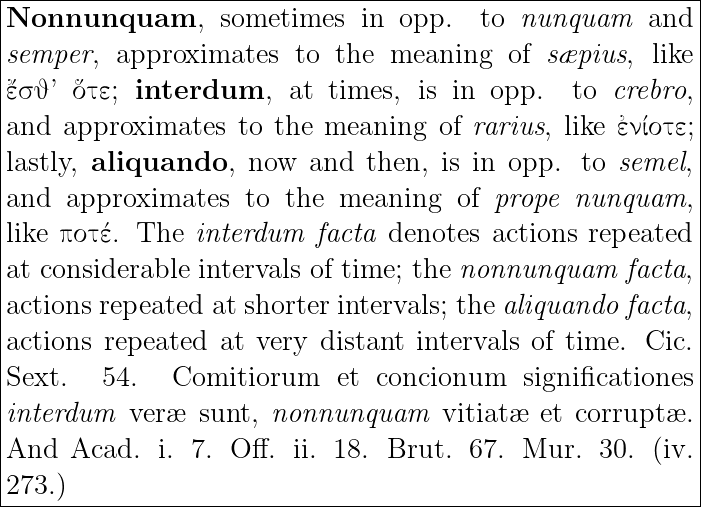 Nonnunquam, sometimes in opp. to nunquam and
semper, approximates to the meaning of sæpius, like
ἔσθ’ ὅτε; interdum, at times, is in opp. to crebro,
and approximates to the meaning of rarius, like ἐνίοτε;
lastly, aliquando, now and then, is in opp. to semel,
and approximates to the meaning of prope nunquam,
like ποτέ. The interdum facta denotes actions repeated
at considerable intervals of time; the nonnunquam facta,
actions repeated at shorter intervals; the aliquando facta,
actions repeated at very distant intervals of time. Cic.
Sext. 54. Comitiorum et concionum significationes
interdum veræ sunt, nonnunquam vitiatæ et corruptæ.
And Acad. i. 7. Off. ii. 18. Brut. 67. Mur. 30. (iv.
273.)